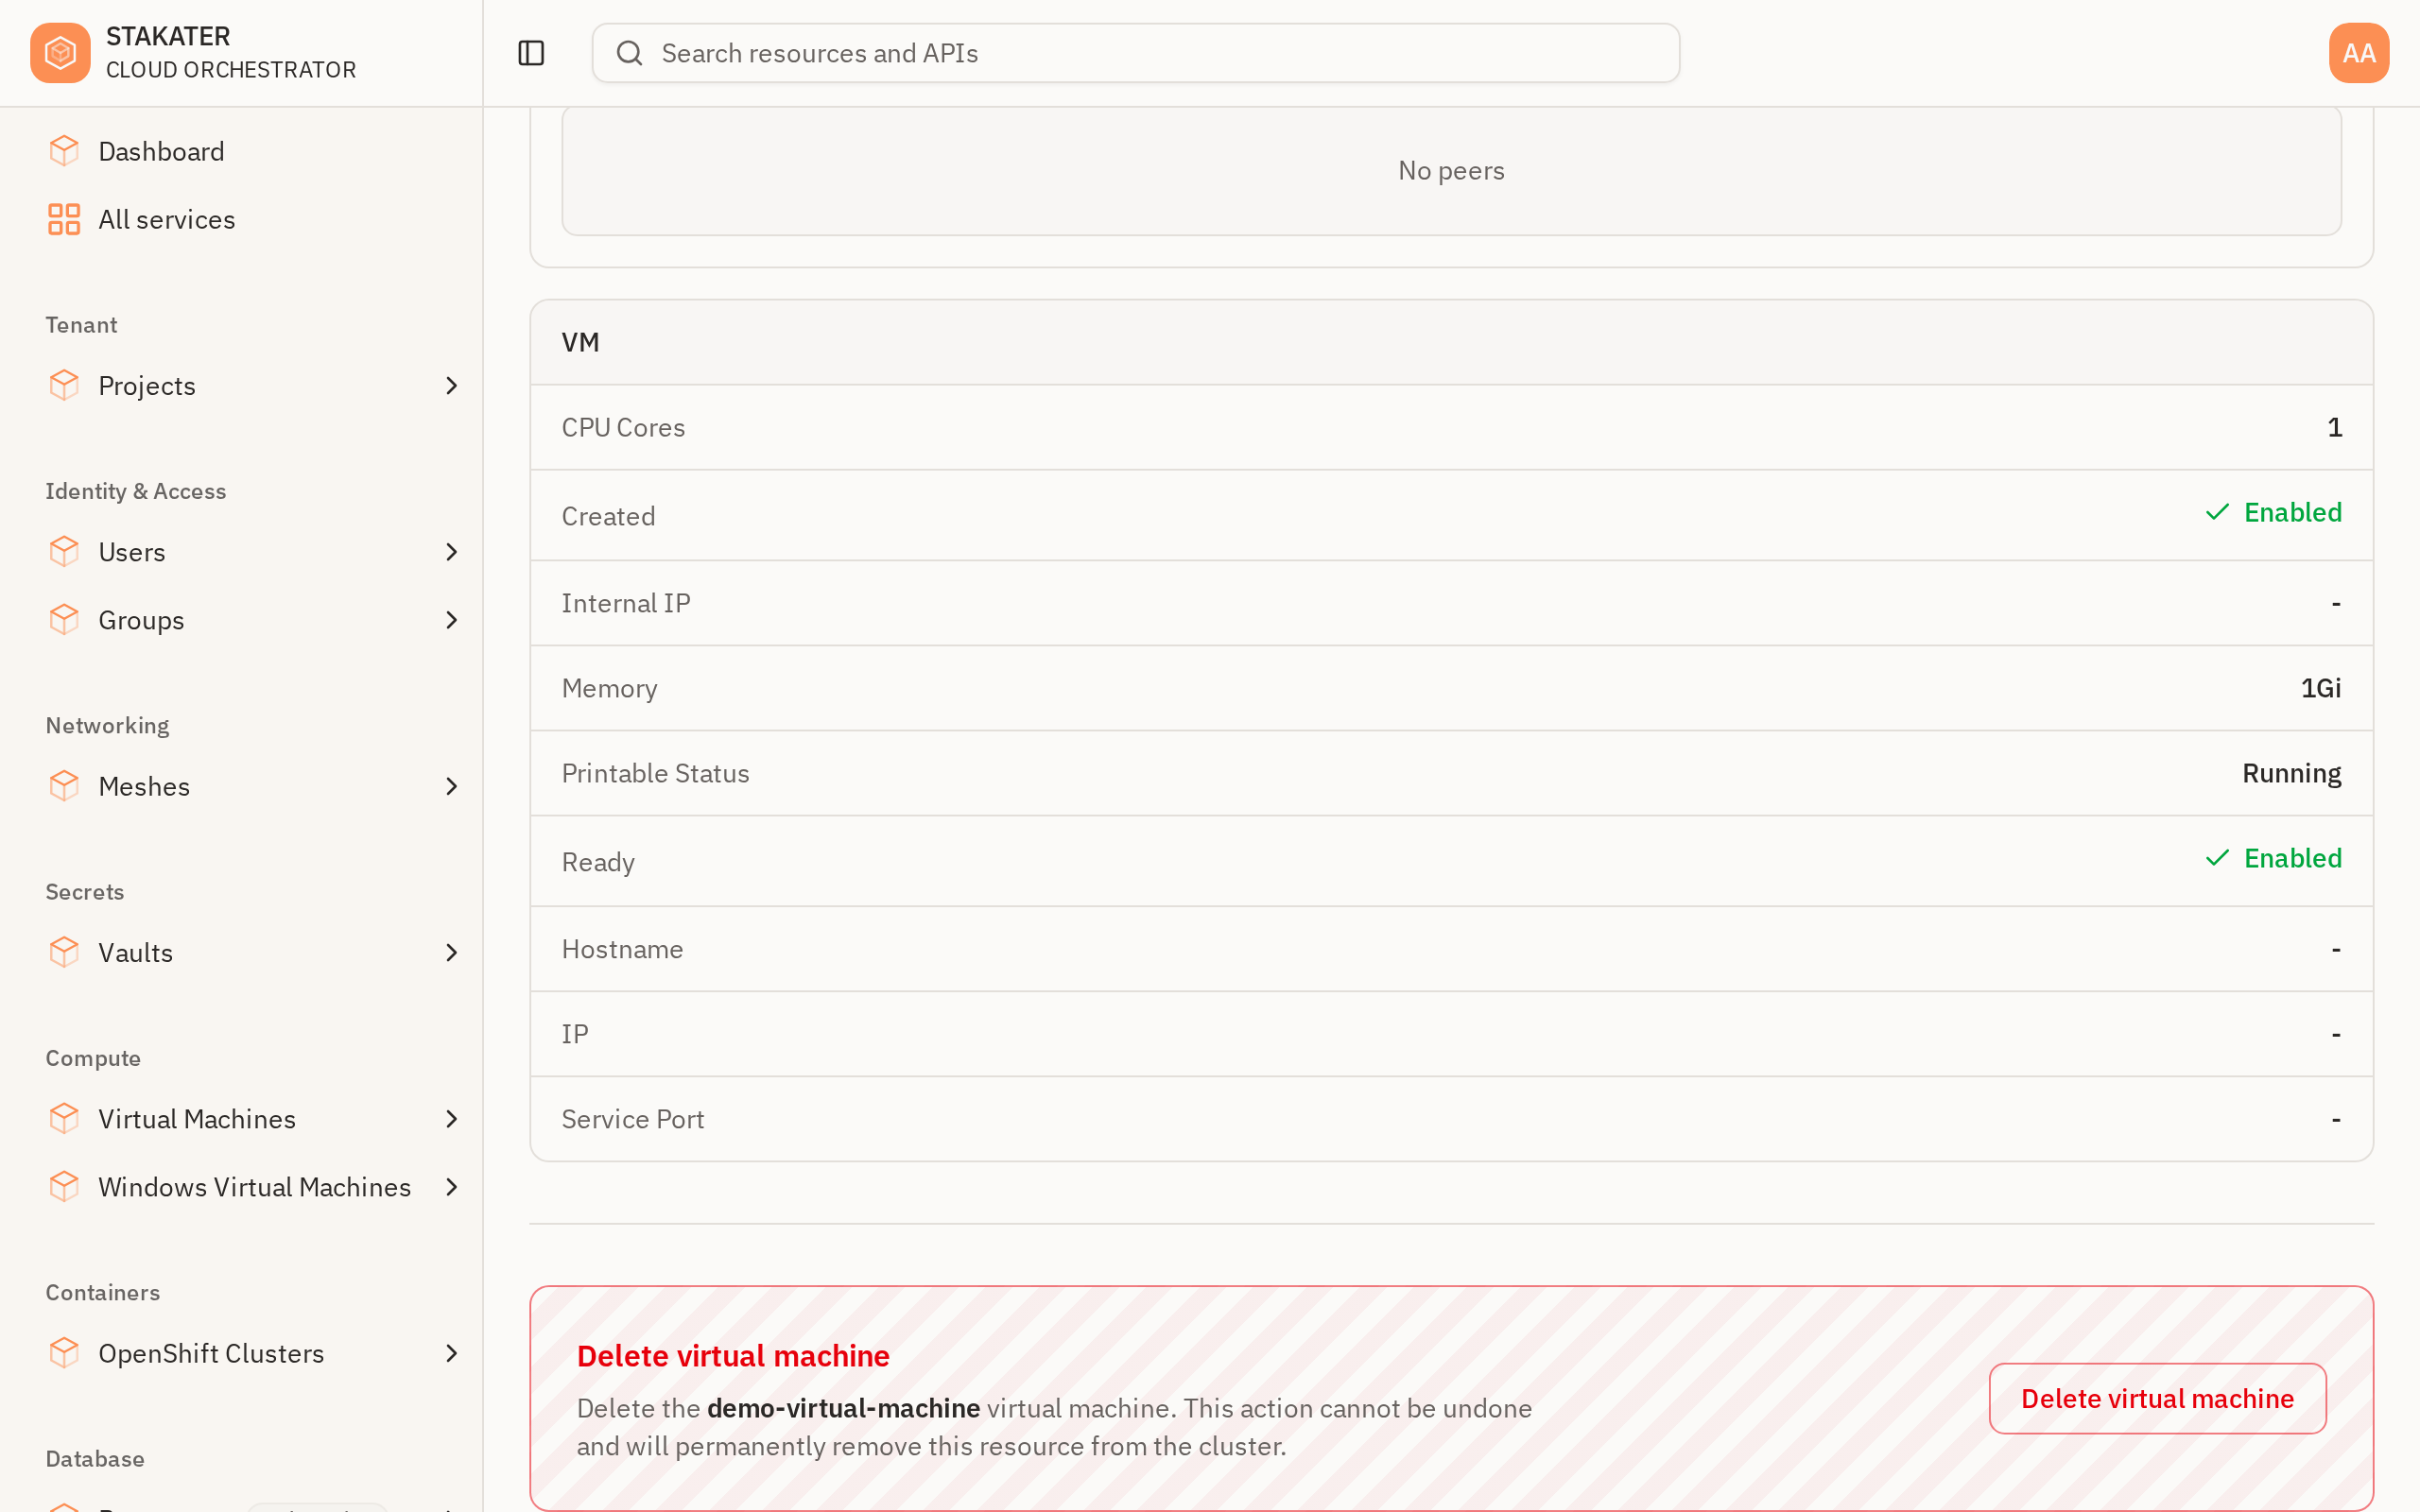 STAKATER
CLOUD ORCHESTRATOR
Search resources and APIs
AA
Dashboard
All services
Tenant
Projects
Identity & Access
Users
Groups
Networking
Meshes
Secrets
Vaults
Compute
Virtual Machines
Windows Virtual Machines
Containers
OpenShift Clusters
Database
No peers
VM
CPU Cores 1
Created Enabled
Internal IP -
Memory 1Gi
Printable Status Running
Ready Enabled
Hostname -
IP -
Service Port -
Delete virtual machine
Delete the demo-virtual-machine virtual machine. This action cannot be undone
and will permanently remove this resource from the cluster.
Delete virtual machine